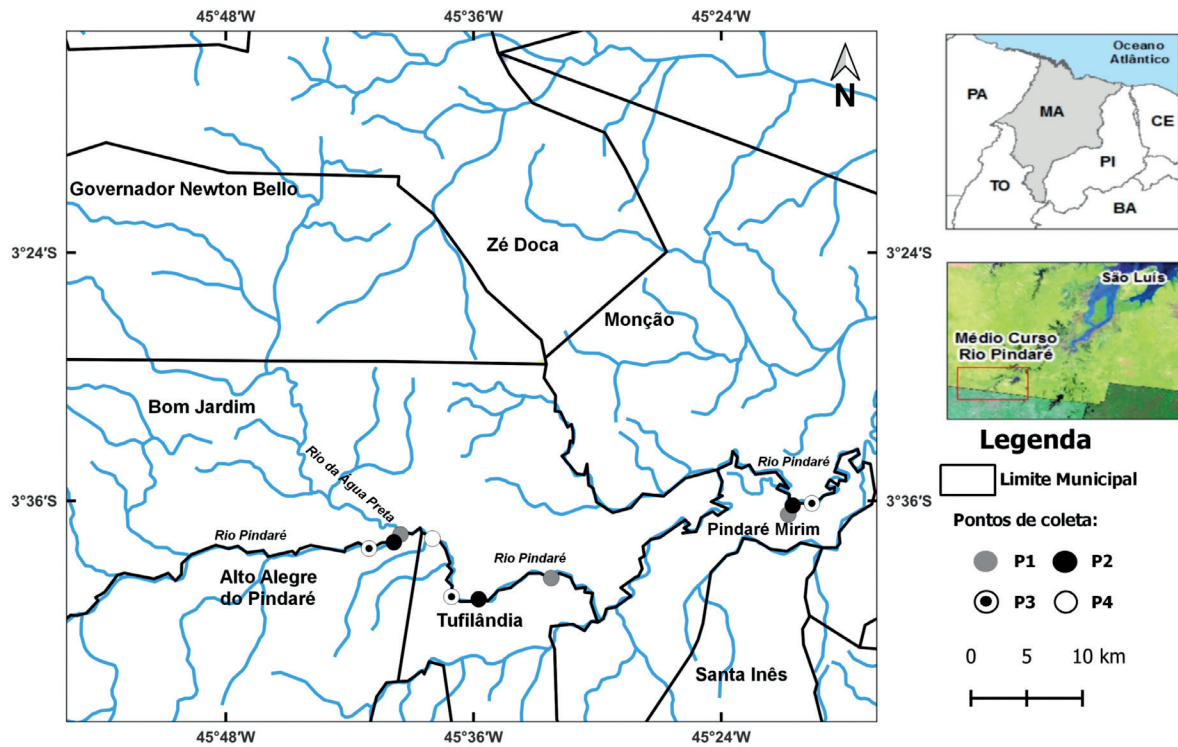 45°48'W
45°36'W
45°24'W
N
Governador Newton Bello
Zé Doca
3°24'S
3°24'S
Monção
Bom Jardim
Rio da Água Preta
Rio Pindaré
3°36'S
3°36'S
Rio Pindaré
Pindaré Mirim
Rio Pindaré
Alto Alegre
do Pindaré
Tufilândia
Santa Inês
45°48'W
45°36'W
45°24'W
Oceano
Atlântico
PA
MA
CE
PI
TO
BA
São Luís
Médio Curso
Rio Pindaré
Legenda
Limite Municipal
Pontos de coleta:
P1
P2
P3
P4
0 5 10 km